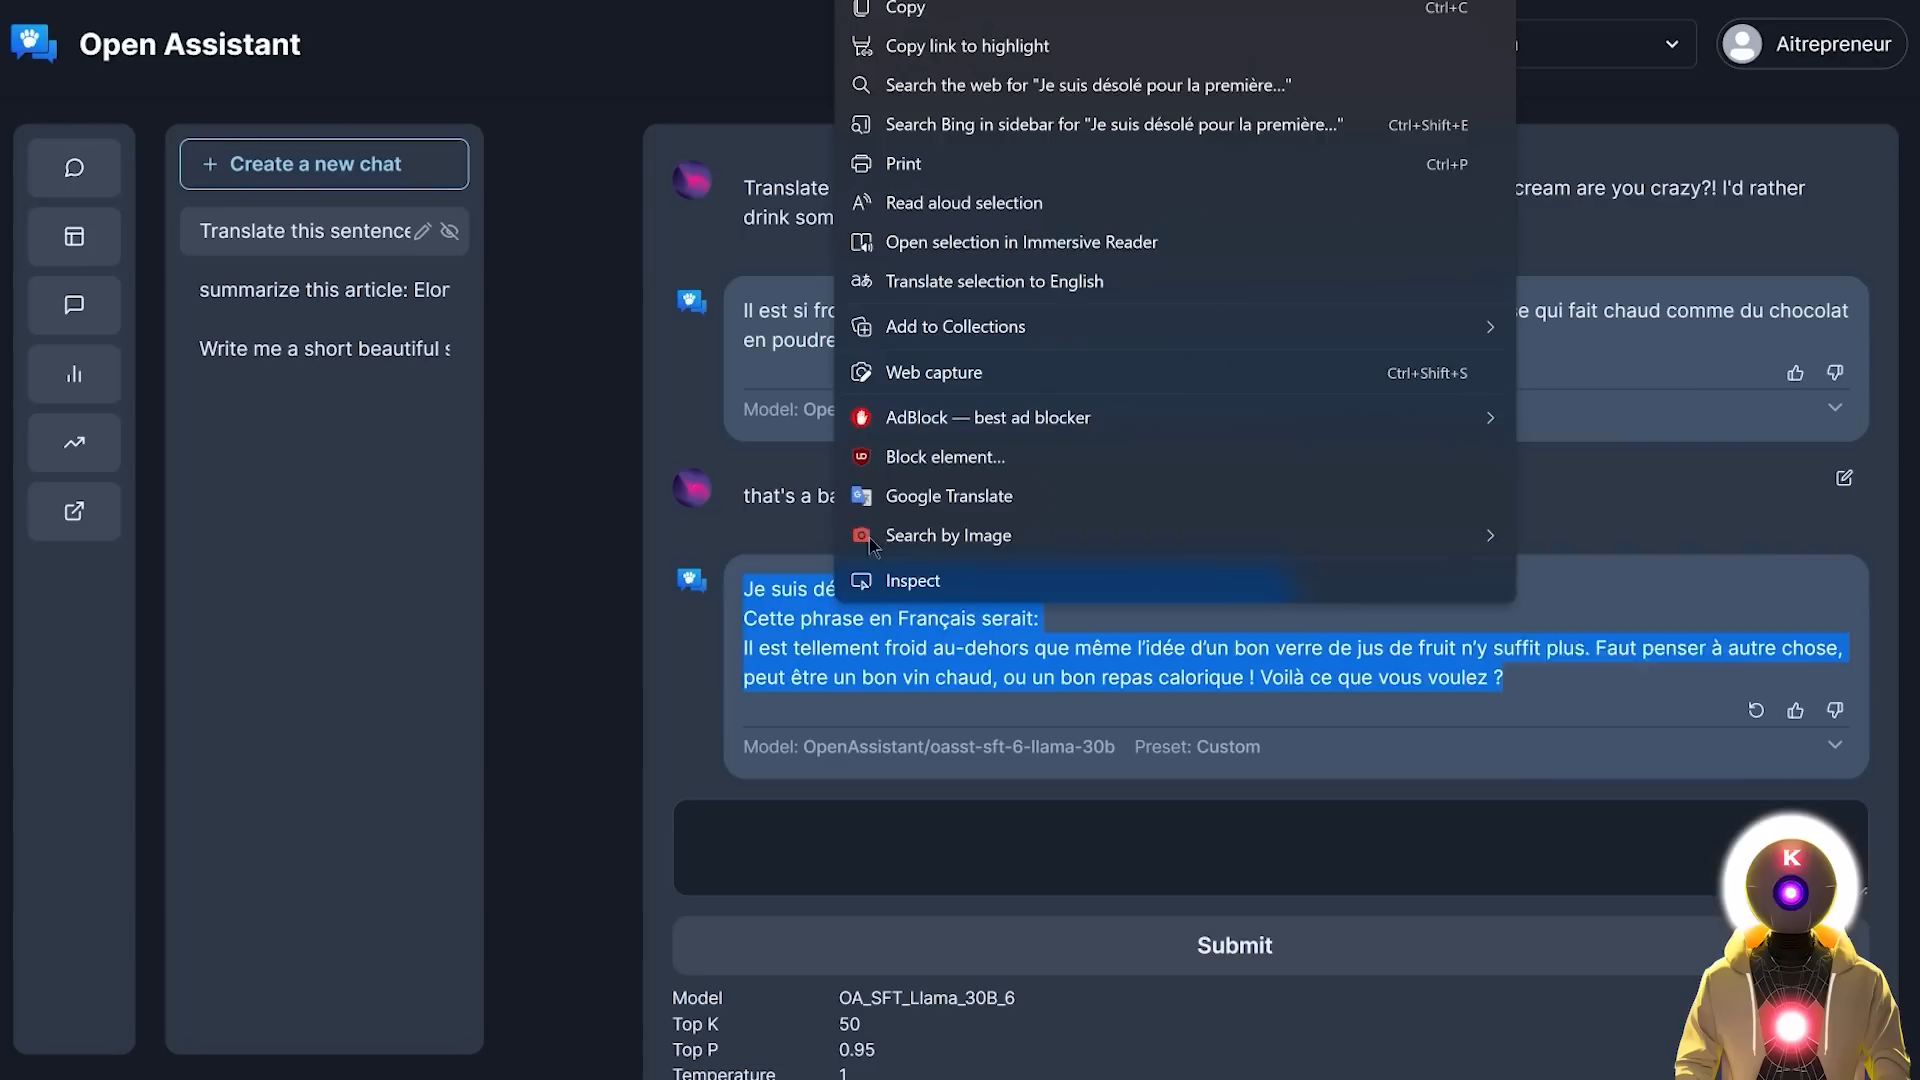 Open Assistant
Aitrepreneur
Copy Ctrl+C
Copy link to highlight
Search the web for "Je suis désolé pour la première..."
Search Bing in sidebar for "Je suis désolé pour la première..." Ctrl+Shift+E
Print Ctrl+P
Read aloud selection
Open selection in Immersive Reader
Translate selection to English
Add to Collections
Web capture Ctrl+Shift+S
AdBlock — best ad blocker
Block element...
Google Translate
Search by Image
Inspect
+ Create a new chat
Translate this sentence
summarize this article:
Write me a short beautiful
Translate cream are you crazy?! I'd rather
drink
Il est si qui fait chaud comme du chocolat
en poudre
Model:
that's a
Je suis
Cette phrase en Français serait:
Il est tellement froid au-dehors que même l’idée d’un bon verre de jus de fruit n’y suffit plus. Faut penser à autre chose,
peut être un bon vin chaud, ou un bon repas calorique ! Voilà ce que vous voulez ?
Model: OpenAssistant/oasst-sft-6-llama-30b Preset: Custom
Submit
Model OA_SFT_Llama_30B_6
Top K 50
Top P 0.95
Temperature 1
K